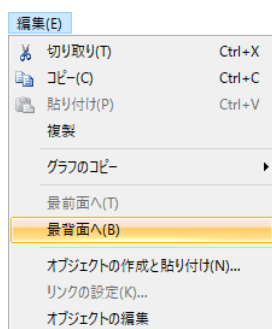 編集(E)
切り取り(T) Ctrl+X
コピー(C) Ctrl+C
貼り付け(P) Ctrl+V
複製
グラフのコピー
最前面へ(T)
最背面へ(B)
オブジェクトの作成と貼り付け(N)...
リンクの設定(K)...
オブジェクトの編集